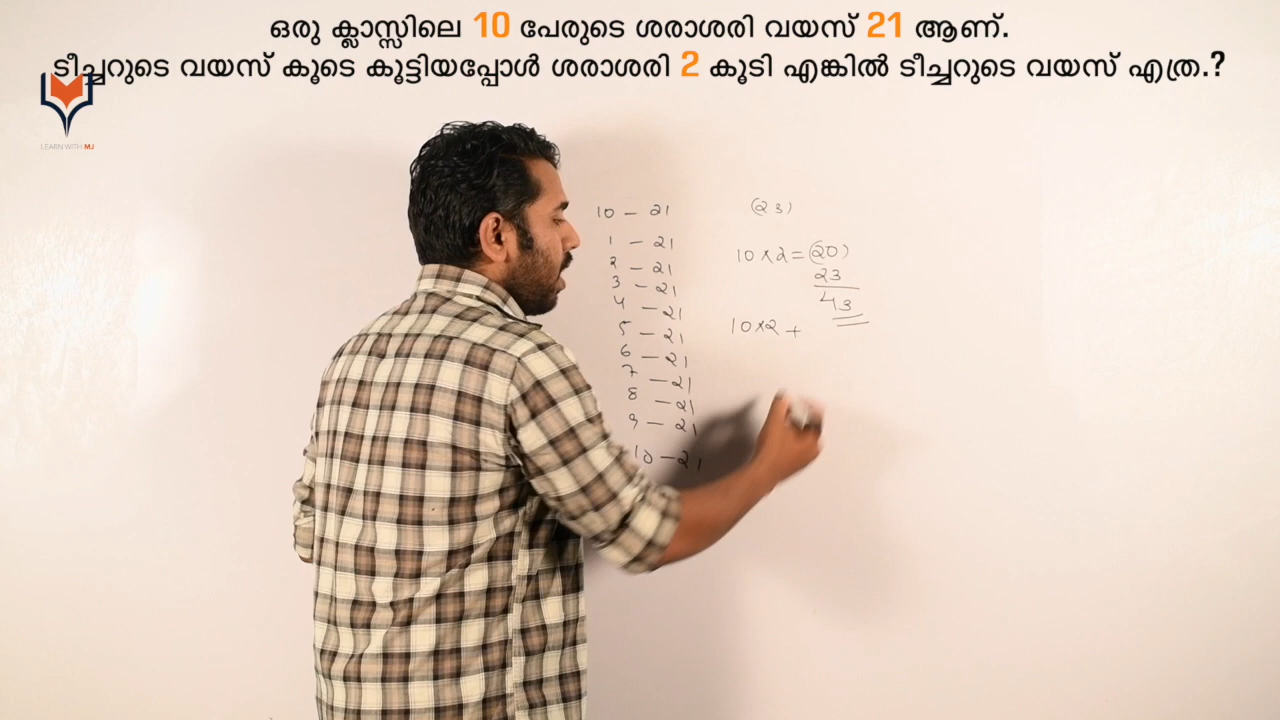 ഒരു ക്ലാസ്സിലെ 10 പേരുടെ ശരാശരി വയസ് 21 ആണ്.
ടീച്ചറുടെ വയസ് കൂടെ കൂട്ടിയപ്പോൾ ശരാശരി 2 കൂടി എങ്കിൽ ടീച്ചറുടെ വയസ് എത്ര.?
LEARN WITH MJ
10 – 21
1 – 21
2 – 21
3 – 21
4 – 21
5 – 21
6 – 21
7 – 21
8 – 21
9 – 21
10 – 21
(23)
10 × 2 = (20)
23
43
10×2 +